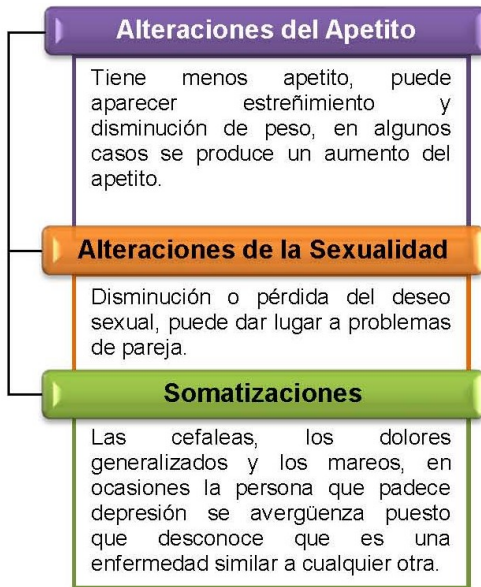 Alteraciones del Apetito
Tiene menos apetito, puede
aparecer estreñimiento y
disminución de peso, en algunos
casos se produce un aumento del
apetito.
Alteraciones de la Sexualidad
Disminución o pérdida del deseo
sexual, puede dar lugar a problemas
de pareja.
Somatizaciones
Las cefaleas, los dolores
generalizados y los mareos, en
ocasiones la persona que padece
depresión se avergüenza puesto
que desconoce que es una
enfermedad similar a cualquier otra.